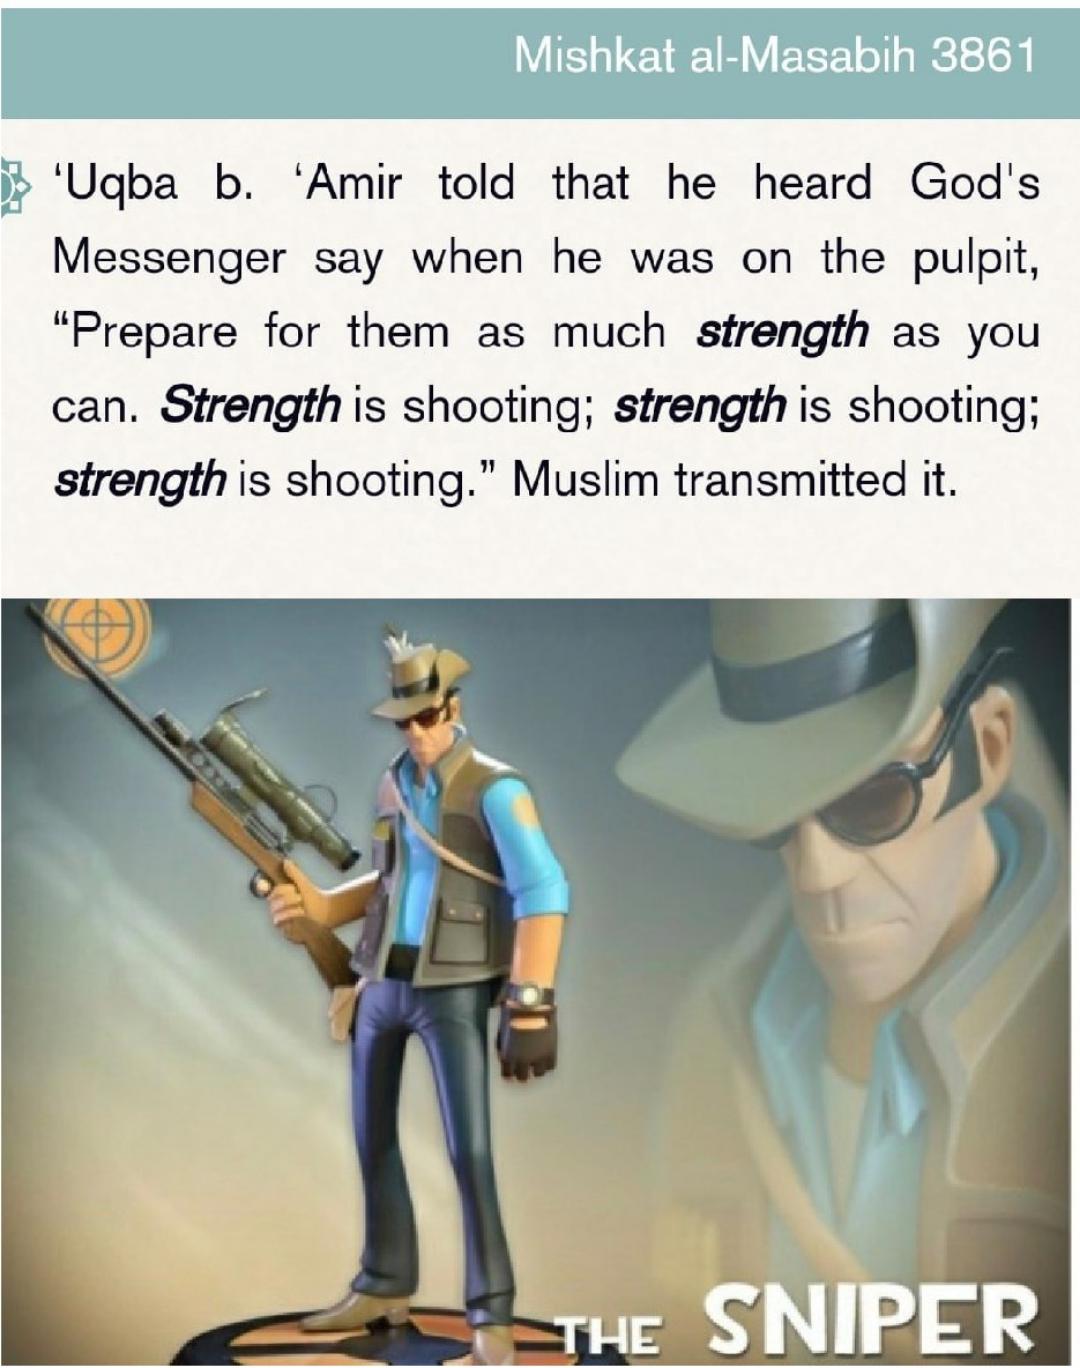 Mishkat al-Masabih 3861
‘Uqba b. ‘Amir told that he heard God's
Messenger say when he was on the pulpit,
“Prepare for them as much strength as you
can. Strength is shooting; strength is shooting;
strength is shooting.” Muslim transmitted it.
THE SNIPER